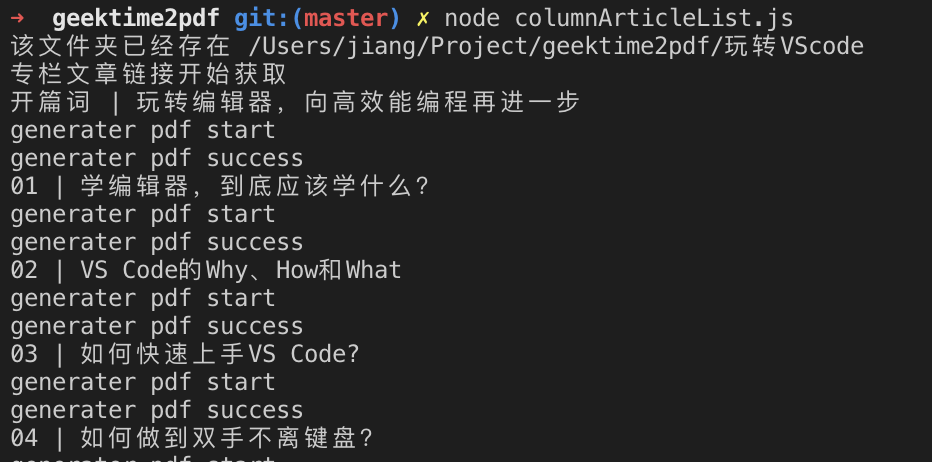 ➜ geektime2pdf git:(master) ✗ node columnArticleList.js
该文件夹已经存在 /Users/jiang/Project/geektime2pdf/玩转VScode
专栏文章链接开始获取
开篇词 | 玩转编辑器，向高效能编程再进一步
generater pdf start
generater pdf success
01 | 学编辑器，到底应该学什么？
generater pdf start
generater pdf success
02 | VS Code的Why、How和What
generater pdf start
generater pdf success
03 | 如何快速上手VS Code？
generater pdf start
generater pdf success
04 | 如何做到双手不离键盘？
generater pdf start